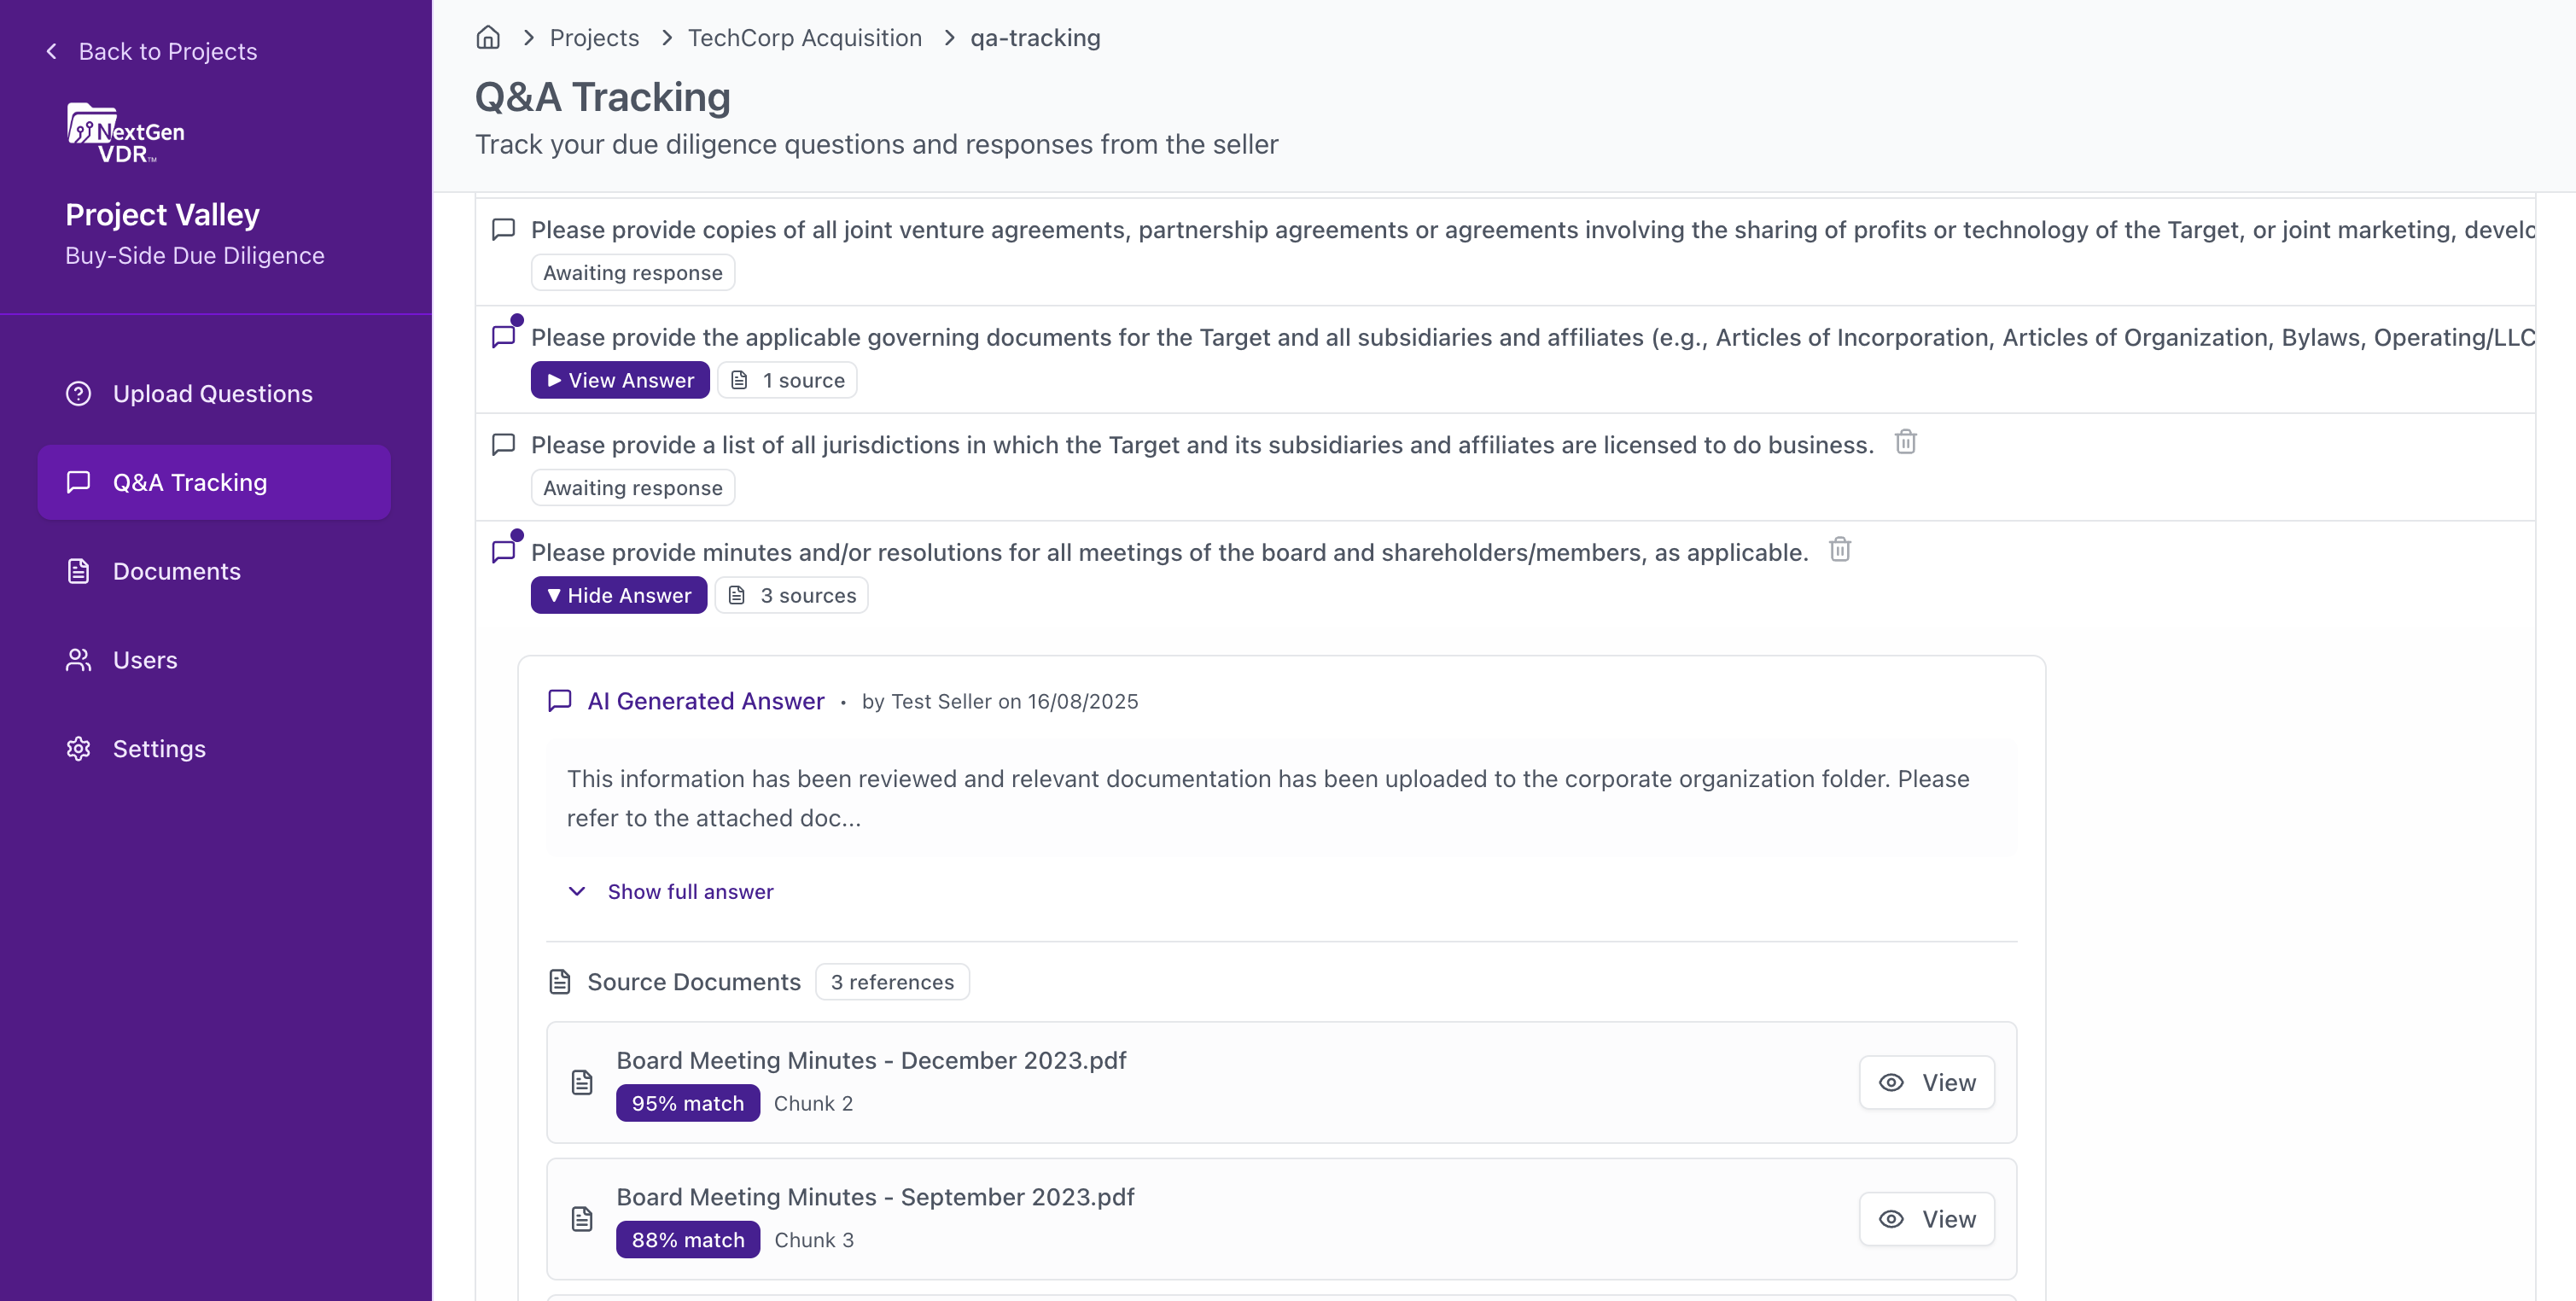 Back to Projects
NextGen
VDR™
Project Valley
Buy-Side Due Diligence
Upload Questions
Q&A Tracking
Documents
Users
Settings
Projects
TechCorp Acquisition
qa-tracking
Q&A Tracking
Track your due diligence questions and responses from the seller
Please provide copies of all joint venture agreements, partnership agreements or agreements involving the sharing of profits or technology of the Target, or joint marketing, develo
Awaiting response
Please provide the applicable governing documents for the Target and all subsidiaries and affiliates (e.g., Articles of Incorporation, Articles of Organization, Bylaws, Operating/LLC
View Answer
1 source
Please provide a list of all jurisdictions in which the Target and its subsidiaries and affiliates are licensed to do business.
Awaiting response
Please provide minutes and/or resolutions for all meetings of the board and shareholders/members, as applicable.
Hide Answer
3 sources
AI Generated Answer • by Test Seller on 16/08/2025
This information has been reviewed and relevant documentation has been uploaded to the corporate organization folder. Please
refer to the attached doc...
Show full answer
Source Documents
3 references
Board Meeting Minutes - December 2023.pdf
95% match
Chunk 2
View
Board Meeting Minutes - September 2023.pdf
88% match
Chunk 3
View